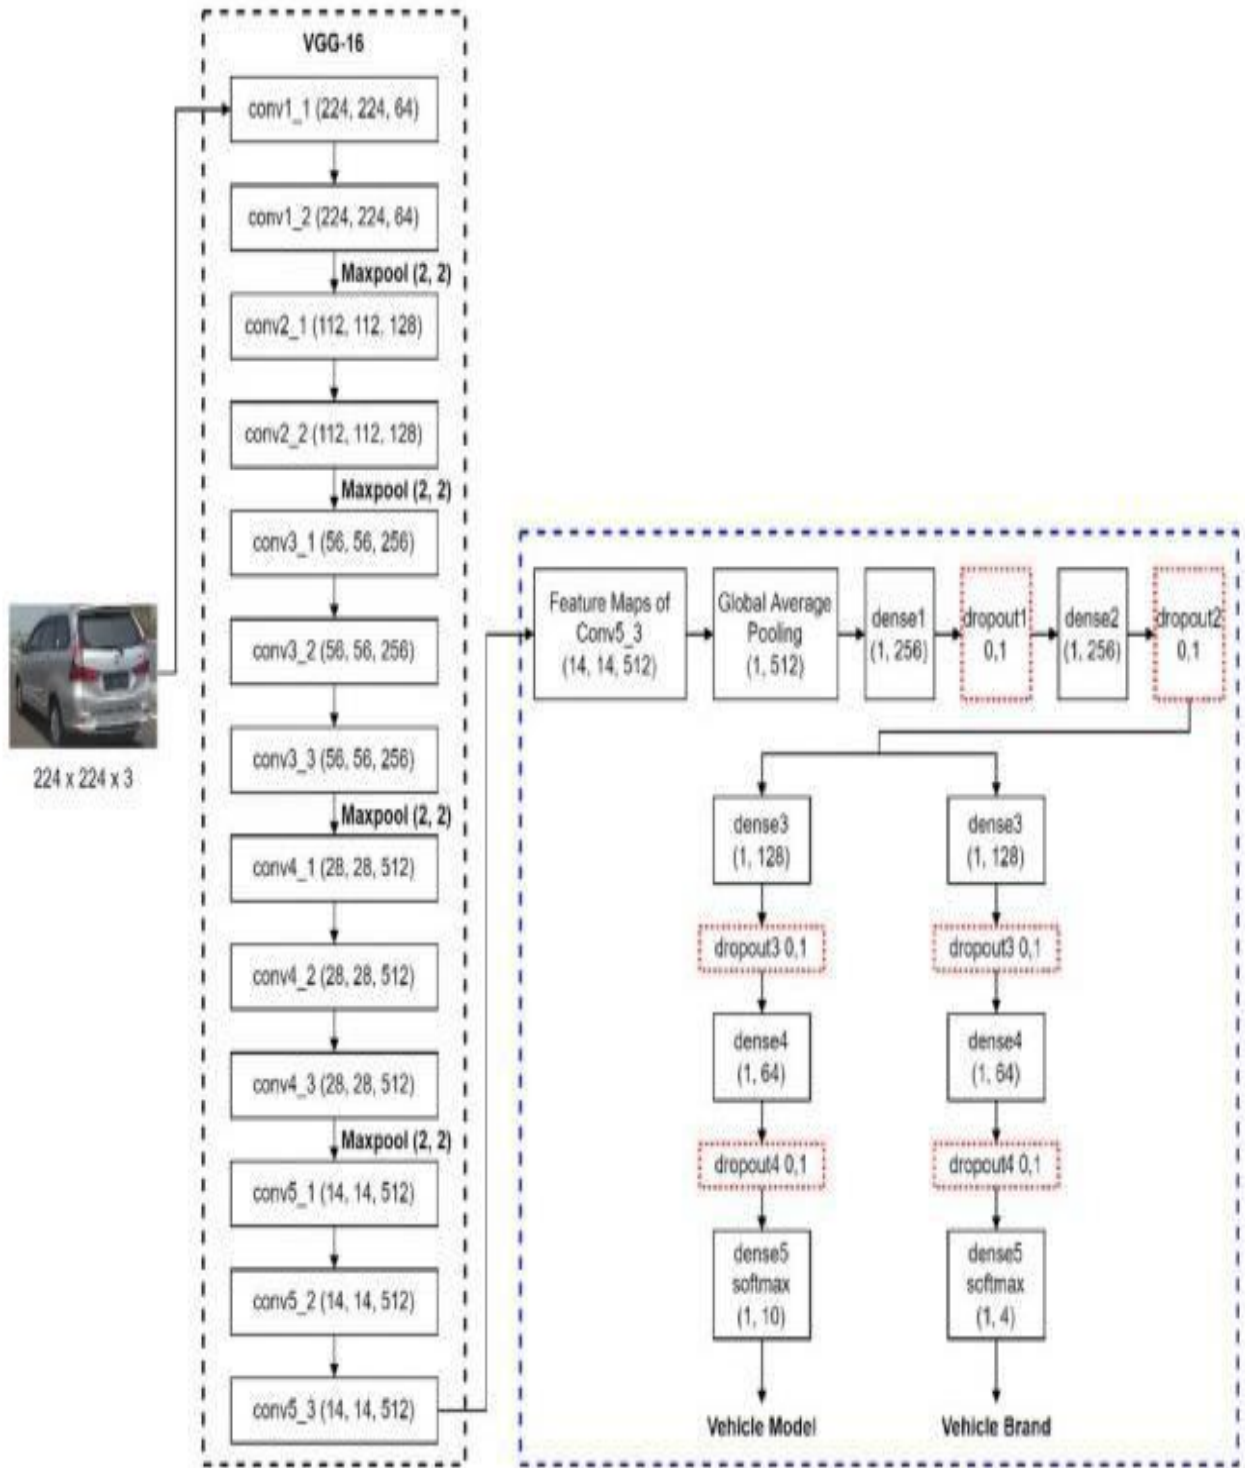 VGG-16
conv1_1 (224, 224, 64)
conv1_2 (224, 224, 64)
Maxpool (2, 2)
conv2_1 (112, 112, 128)
conv2_2 (112, 112, 128)
Maxpool (2, 2)
conv3_1 (56, 56, 256)
conv3_2 (56, 56, 256)
conv3_3 (56, 56, 256)
Maxpool (2, 2)
conv4_1 (28, 28, 512)
conv4_2 (28, 28, 512)
conv4_3 (28, 28, 512)
Maxpool (2, 2)
conv5_1 (14, 14, 512)
conv5_2 (14, 14, 512)
conv5_3 (14, 14, 512)
224 x 224 x 3
Feature Maps of
Conv5_3
(14, 14, 512)
Global Average
Pooling
(1, 512)
dense1
(1, 256)
dropout1
0,1
dense2
(1, 256)
dropout2
0,1
dense3
(1, 128)
dropout3 0,1
dense4
(1, 64)
dropout4 0,1
dense5
softmax
(1, 10)
Vehicle Model
dense3
(1, 128)
dropout3 0,1
dense4
(1, 64)
dropout4 0,1
dense5
softmax
(1, 4)
Vehicle Brand